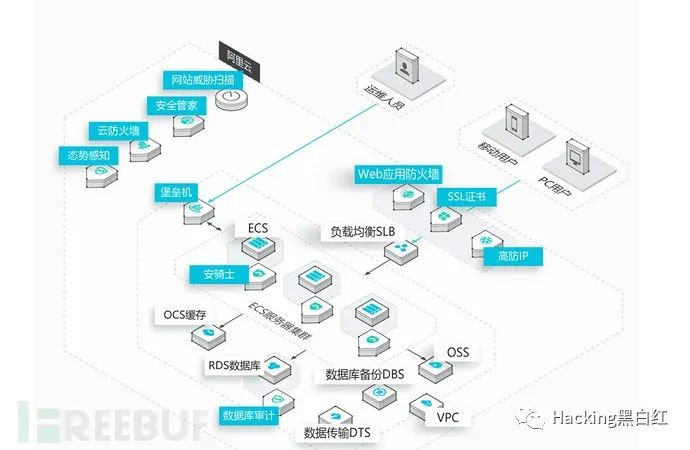 阿里云
网站威胁扫描
安全管家
云防火墙
态势感知
运维人员
移动用户
PC用户
堡垒机
Web应用防火墙
SSL证书
高防IP
ECS
负载均衡SLB
安骑士
ECS服务器集群
OCS缓存
RDS数据库
数据库备份DBS
OSS
数据库审计
数据传输DTS
VPC
FREEBUF
Hacking黑白红